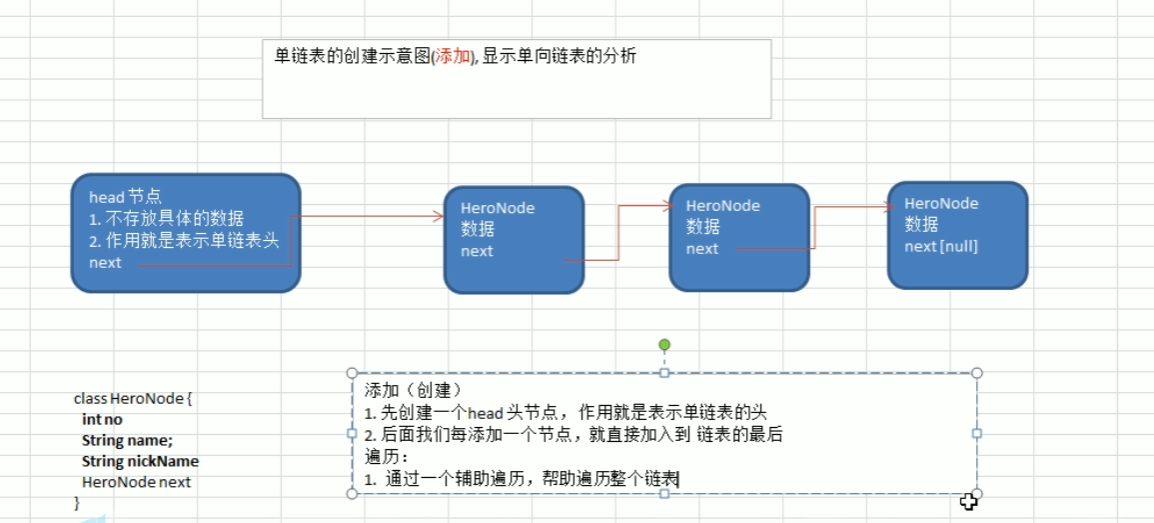 单链表的创建示意图(添加), 显示单向链表的分析
head 节点
1. 不存放具体的数据
2. 作用就是表示单链表头
next
HeroNode
数据
next
HeroNode
数据
next
HeroNode
数据
next [null]
class HeroNode {
int no
String name;
String nickName
HeroNode next
}
添加（创建）
1. 先创建一个head 头节点，作用就是表示单链表的头
2. 后面我们每添加一个节点，就直接加入到 链表的最后
遍历：
1. 通过一个辅助遍历，帮助遍历整个链表